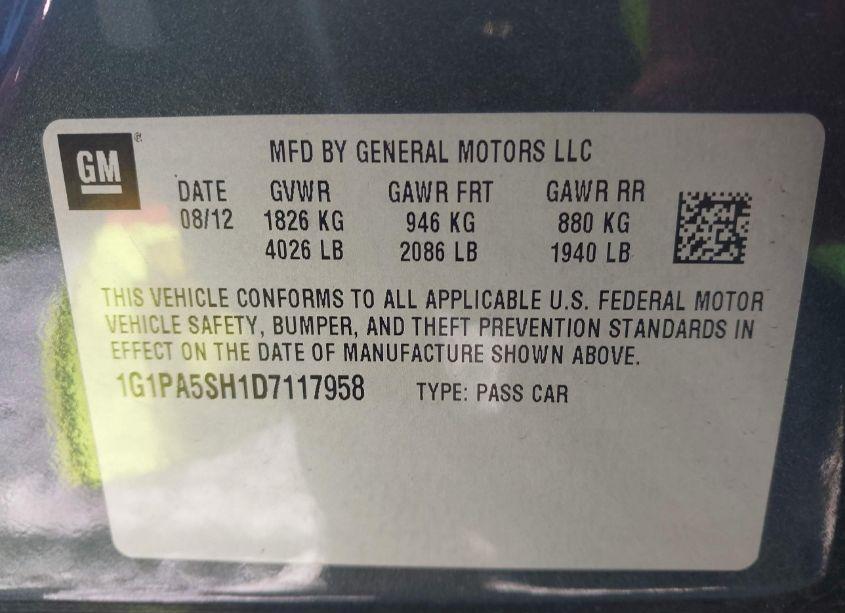 GM ®
MFD BY GENERAL MOTORS LLC
DATE GVWR GAWR FRT GAWR RR
08/12 1826 KG 946 KG 880 KG
4026 LB 2086 LB 1940 LB
THIS VEHICLE CONFORMS TO ALL APPLICABLE U.S. FEDERAL MOTOR
VEHICLE SAFETY, BUMPER, AND THEFT PREVENTION STANDARDS IN
EFFECT ON THE DATE OF MANUFACTURE SHOWN ABOVE.
1G1PA5SH1D7117958 TYPE: PASS CAR